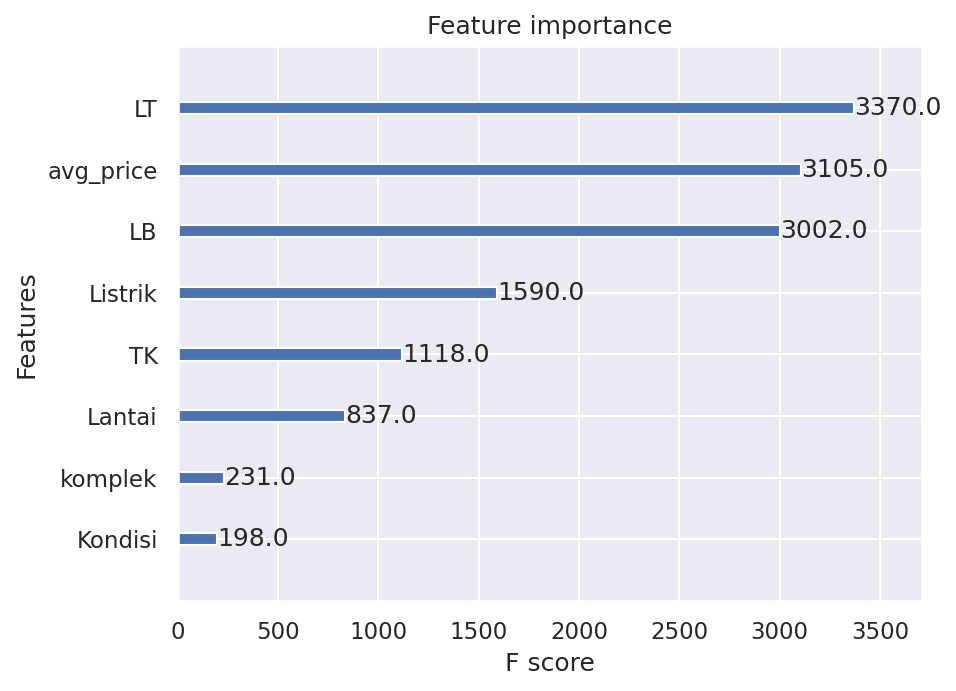 Feature importance
LT
3370.0
avg_price
3105.0
LB
3002.0
Listrik
1590.0
TK
1118.0
Lantai
837.0
komplek
231.0
Kondisi
198.0
Features
0 500 1000 1500 2000 2500 3000 3500
F score